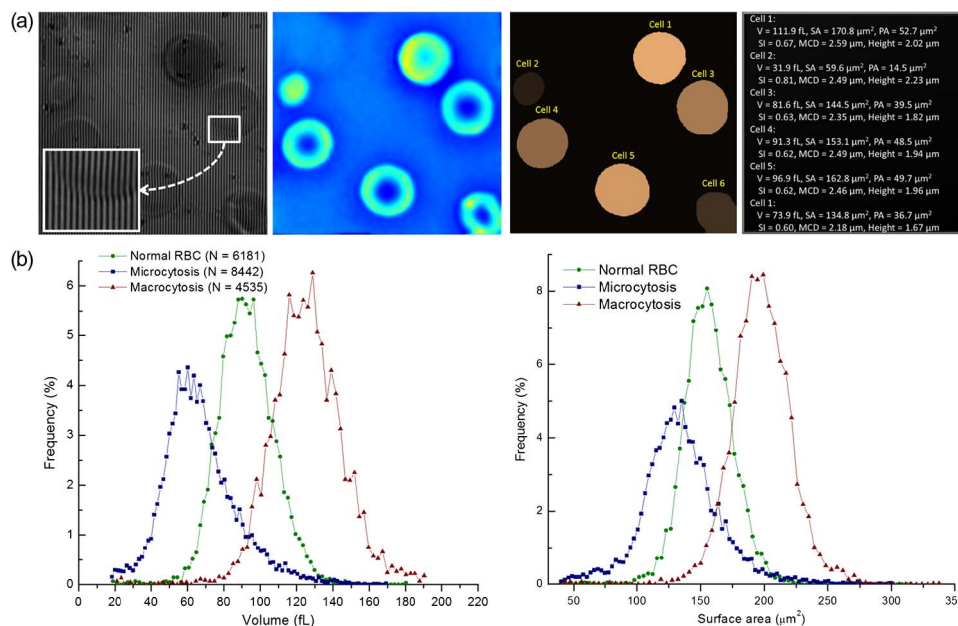 (a)
Cell 1
Cell 2
Cell 3
Cell 4
Cell 5
Cell 6
Cell 1:
V = 111.9 fL, SA = 170.8 µm², PA = 52.7 µm²
SI = 0.67, MCD = 2.59 µm, Height = 2.02 µm
Cell 2:
V = 31.9 fL, SA = 59.6 µm², PA = 14.5 µm²
SI = 0.81, MCD = 2.49 µm, Height = 2.23 µm
Cell 3:
V = 81.6 fL, SA = 144.5 µm², PA = 39.5 µm²
SI = 0.63, MCD = 2.35 µm, Height = 1.82 µm
Cell 4:
V = 91.3 fL, SA = 153.1 µm², PA = 48.5 µm²
SI = 0.62, MCD = 2.49 µm, Height = 1.94 µm
Cell 5:
V = 96.9 fL, SA = 162.8 µm², PA = 49.7 µm²
SI = 0.62, MCD = 2.46 µm, Height = 1.96 µm
Cell 1:
V = 73.9 fL, SA = 134.8 µm², PA = 36.7 µm²
SI = 0.60, MCD = 2.18 µm, Height = 1.67 µm
(b)
Normal RBC (N = 6181)
Microcytosis (N = 8442)
Macrocytosis (N = 4535)
Frequency (%)
6
5
4
3
2
1
0
0 20 40 60 80 100 120 140 160 180 200 220
Volume (fL)
Normal RBC
Microcytosis
Macrocytosis
Frequency (%)
8
6
4
2
0
50 100 150 200 250 300 350
Surface area (µm²)